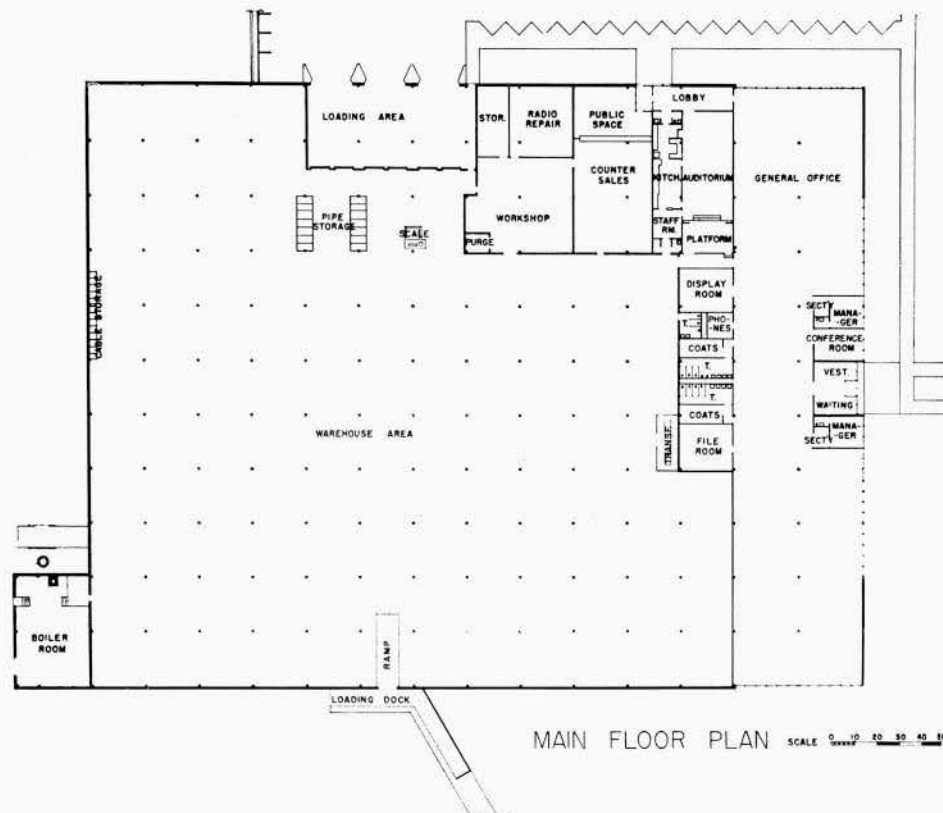 LOBBY
LOADING AREA
STOR.
RADIO
REPAIR
PUBLIC
SPACE
COUNTER
SALES
KITCH.
AUDITORIUM
GENERAL OFFICE
PIPE
STORAGE
SCALE
WORKSHOP
PURGE
STAFF
RM.
PLATFORM
CABLE STORAGE
DISPLAY
ROOM
T.
PHO-
-NES
COATS
T.
T.
COATS
FILE
ROOM
TRANSF.
SECT'Y
MANA-
-GER
CONFERENCE
ROOM
VEST.
WAITING
MANA-
-GER
SECT'Y
WAREHOUSE AREA
BOILER
ROOM
RAMP
LOADING DOCK
MAIN FLOOR PLAN SCALE 0 10 20 30 40 50